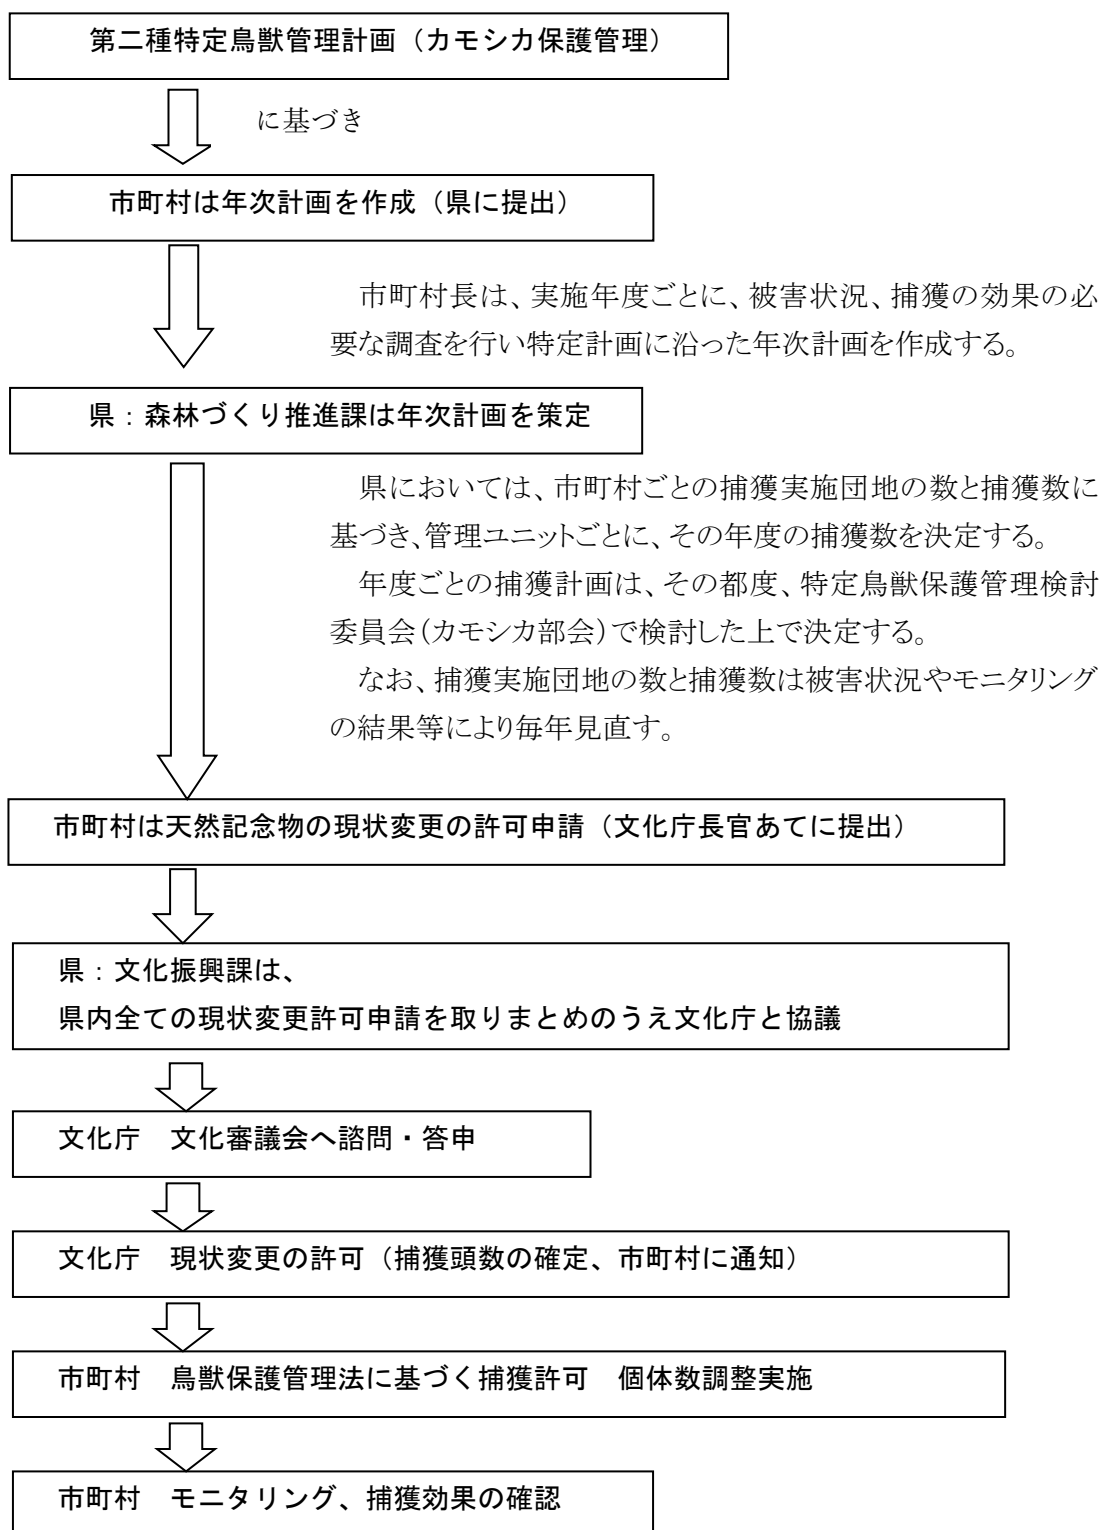 第二種特定鳥獣管理計画（カモシカ保護管理）
に基づき
市町村は年次計画を作成（県に提出）
市町村長は、実施年度ごとに、被害状況、捕獲の効果の必
要な調査を行い特定計画に沿った年次計画を作成する。
県：森林づくり推進課は年次計画を策定
県においては、市町村ごとの捕獲実施団地の数と捕獲数に
基づき、管理ユニットごとに、その年度の捕獲数を決定する。
年度ごとの捕獲計画は、その都度、特定鳥獣保護管理検討
委員会（カモシカ部会）で検討した上で決定する。
なお、捕獲実施団地の数と捕獲数は被害状況やモニタリング
の結果等により毎年見直す。
市町村は天然記念物の現状変更の許可申請（文化庁長官あてに提出）
県：文化振興課は、
県内全ての現状変更許可申請を取りまとめのうえ文化庁と協議
文化庁　文化審議会へ諮問・答申
文化庁　現状変更の許可（捕獲頭数の確定、市町村に通知）
市町村　鳥獣保護管理法に基づく捕獲許可　個体数調整実施
市町村　モニタリング、捕獲効果の確認